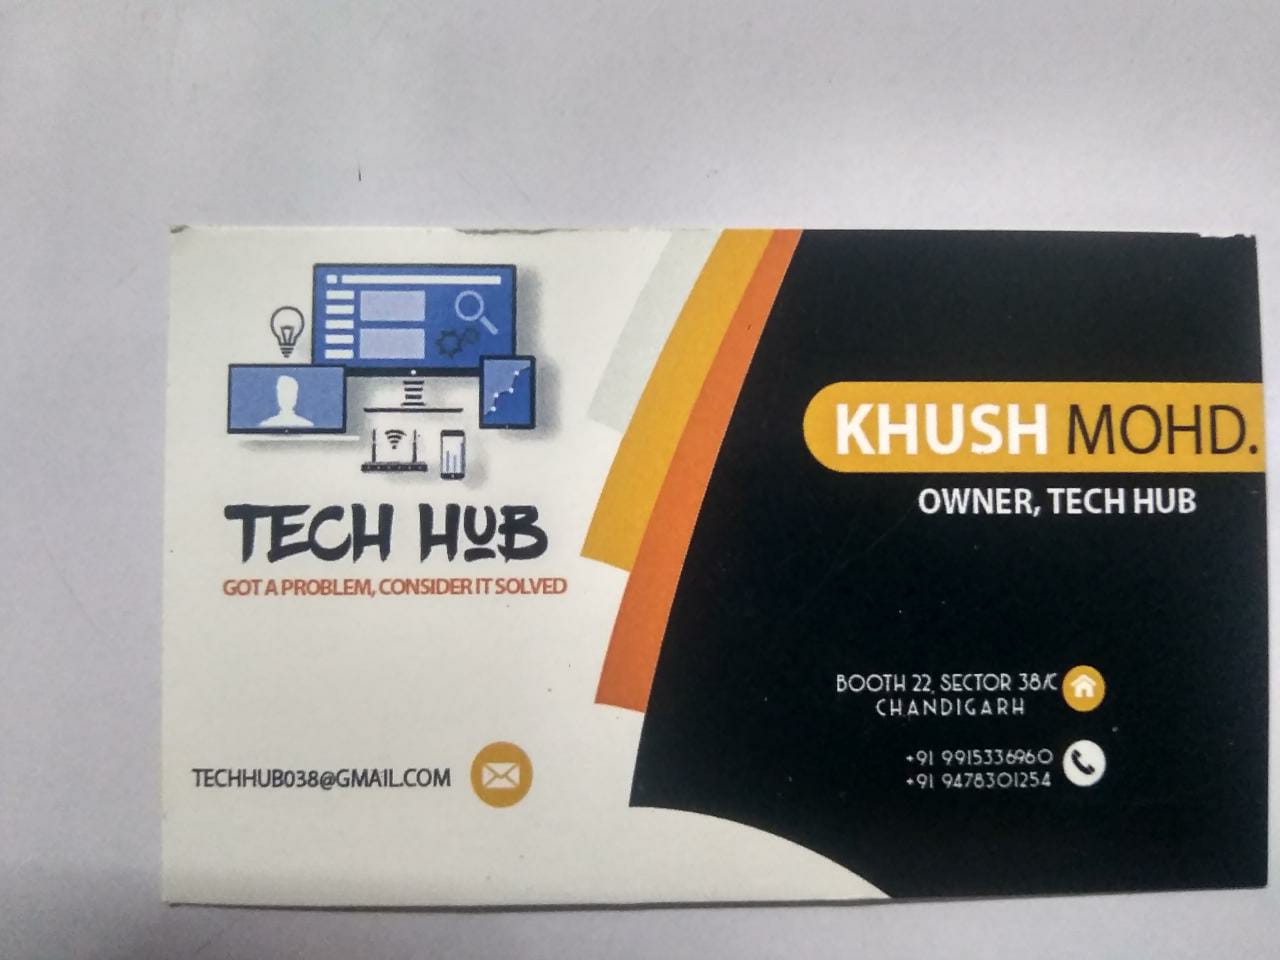 TECH HUB
GOT A PROBLEM, CONSIDER IT SOLVED
TECHHUB038@GMAIL.COM
KHUSH MOHD.
OWNER, TECH HUB
BOOTH 22, SECTOR 38/C
CHANDIGARH
+91 9915336960
+91 9478301254